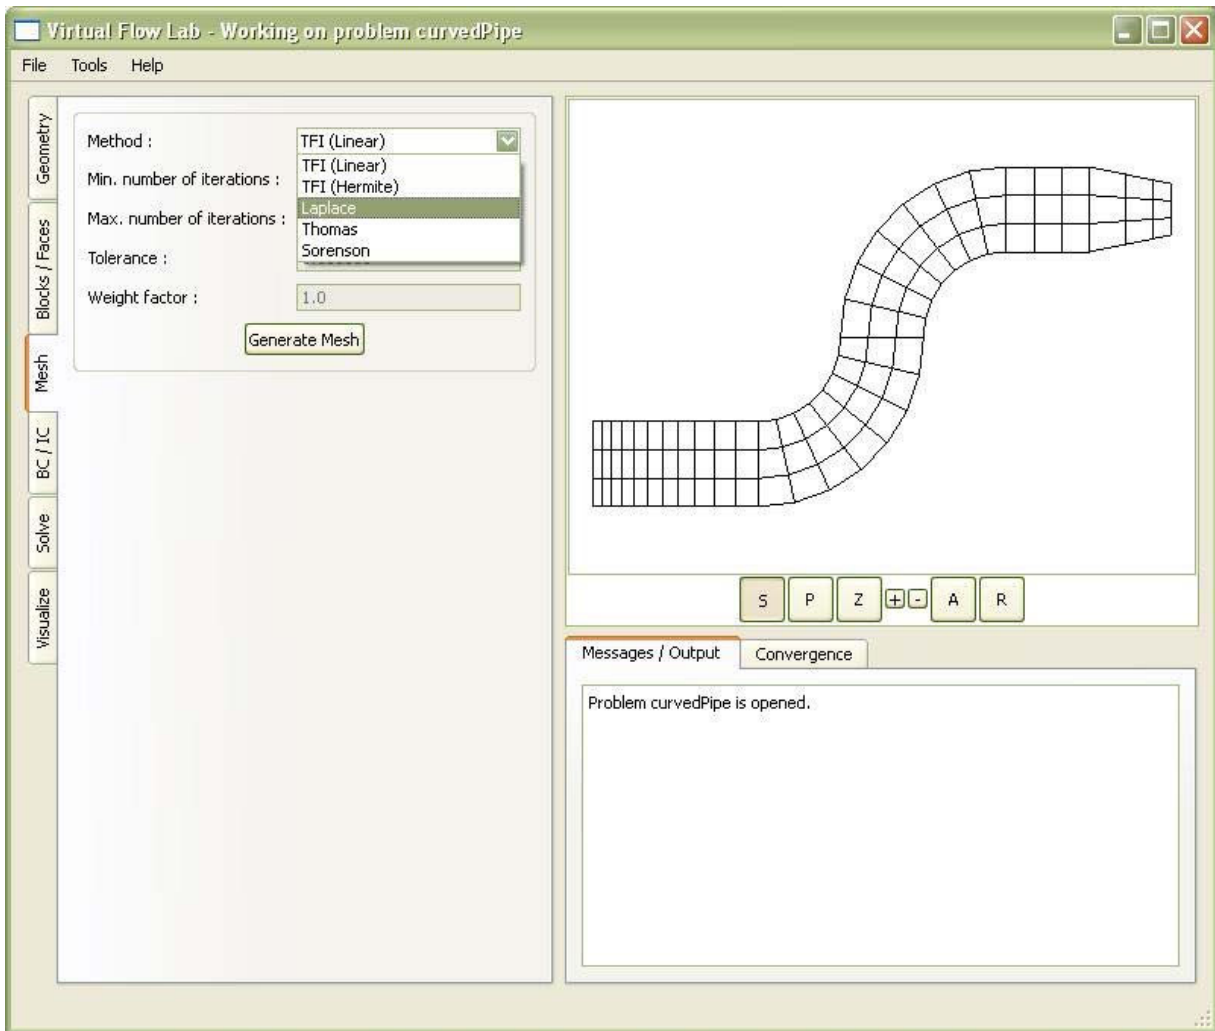 Virtual Flow Lab - Working on problem curvedPipe
File Tools Help
Geometry
Blocks / Faces
Mesh
BC / IC
Solve
Visualize
Method : TFI (Linear)
TFI (Linear)
TFI (Hermite)
Laplace
Thomas
Sorenson
Min. number of iterations :
Max. number of iterations :
Tolerance :
Weight factor : 1.0
Generate Mesh
S P Z + - A R
Messages / Output Convergence
Problem curvedPipe is opened.